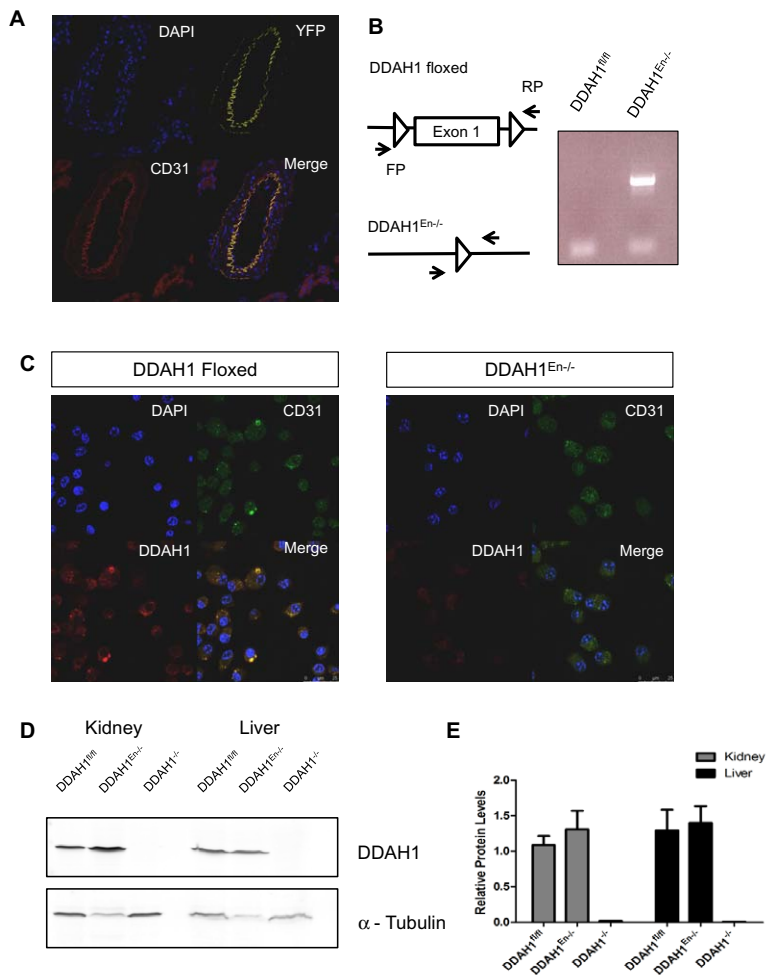 A
DAPI
YFP
CD31
Merge
B
DDAH1 floxed
RP
Exon 1
FP
DDAH1En-/-
DDAH1fl/fl
DDAH1En-/-
C
DDAH1 Floxed
DAPI
CD31
DDAH1
Merge
DDAH1En-/-
DAPI
CD31
DDAH1
Merge
D
Kidney
Liver
DDAH1fl/fl
DDAH1En-/-
DDAH1-/-
DDAH1fl/fl
DDAH1En-/-
DDAH1-/-
DDAH1
α - Tubulin
E
Kidney
Liver
Relative Protein Levels
2.0
1.5
1.0
0.5
0.0
DDAH1fl/fl
DDAH1En-/-
DDAH1-/-
DDAH1fl/fl
DDAH1En-/-
DDAH1-/-